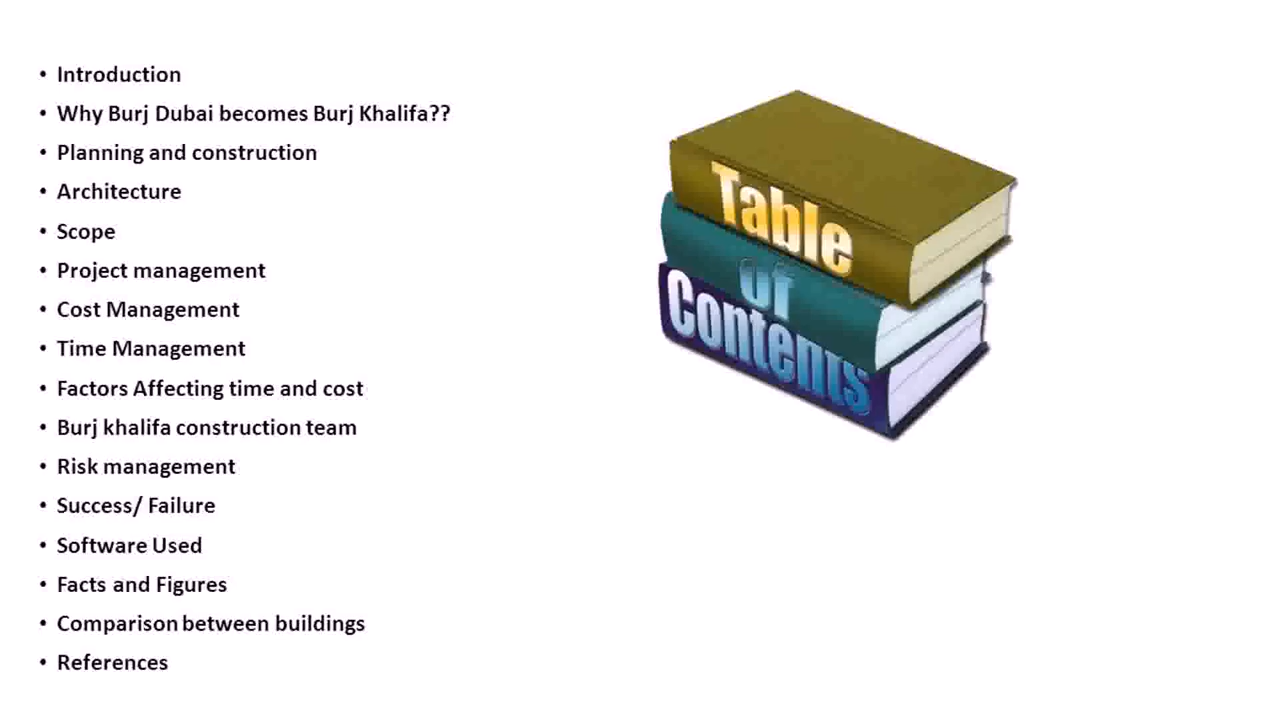 • Introduction
• Why Burj Dubai becomes Burj Khalifa??
• Planning and construction
• Architecture
• Scope
• Project management
• Cost Management
• Time Management
• Factors Affecting time and cost
• Burj khalifa construction team
• Risk management
• Success/ Failure
• Software Used
• Facts and Figures
• Comparison between buildings
• References
Table
Of
Contents